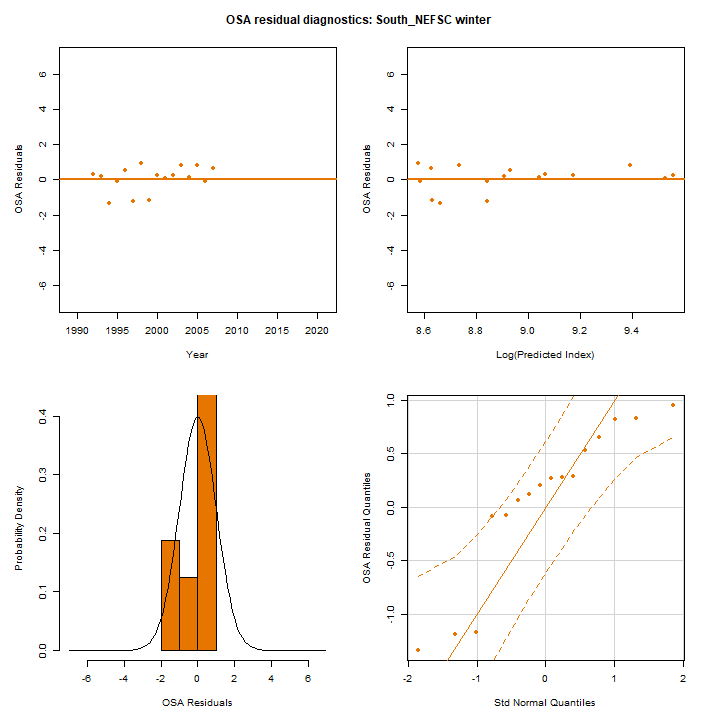 OSA residual diagnostics: South_NEFSC winter
OSA Residuals
6
4
2
0
-2
-4
-6
1990 1995 2000 2005 2010 2015 2020
Year
OSA Residuals
6
4
2
0
-2
-4
-6
8.6 8.8 9.0 9.2 9.4
Log(Predicted Index)
Probability Density
0.4
0.3
0.2
0.1
0.0
-6 -4 -2 0 2 4 6
OSA Residuals
OSA Residual Quantiles
1.0
0.5
0.0
-0.5
-1.0
-2 -1 0 1 2
Std Normal Quantiles